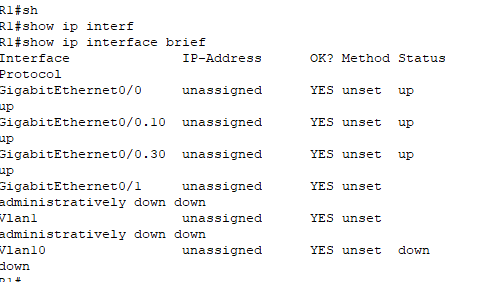 R1#sh
R1#show ip interf
R1#show ip interface brief
Interface IP-Address OK? Method Status
Protocol
GigabitEthernet0/0 unassigned YES unset up
up
GigabitEthernet0/0.10 unassigned YES unset up
up
GigabitEthernet0/0.30 unassigned YES unset up
up
GigabitEthernet0/1 unassigned YES unset
administratively down down
Vlan1 unassigned YES unset
administratively down down
Vlan10 unassigned YES unset down
down
R1#